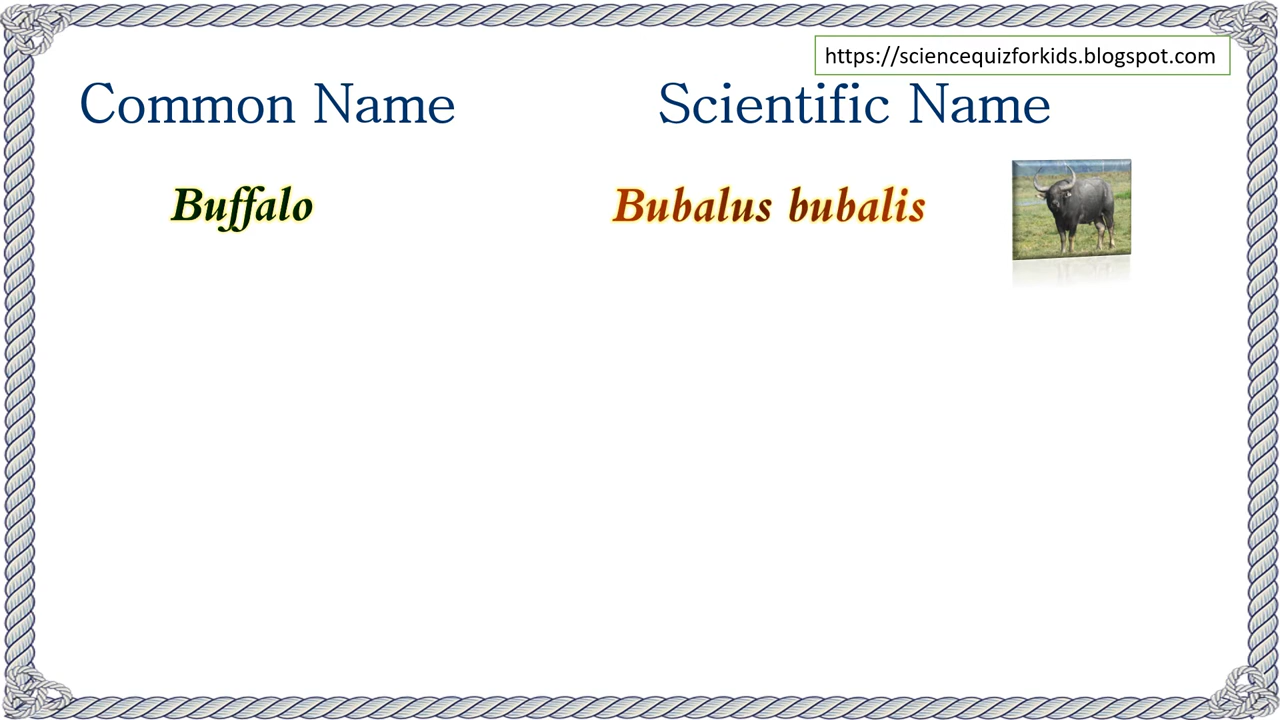 https://sciencequizforkids.blogspot.com
Common Name Scientific Name
Buffalo Bubalus bubalis